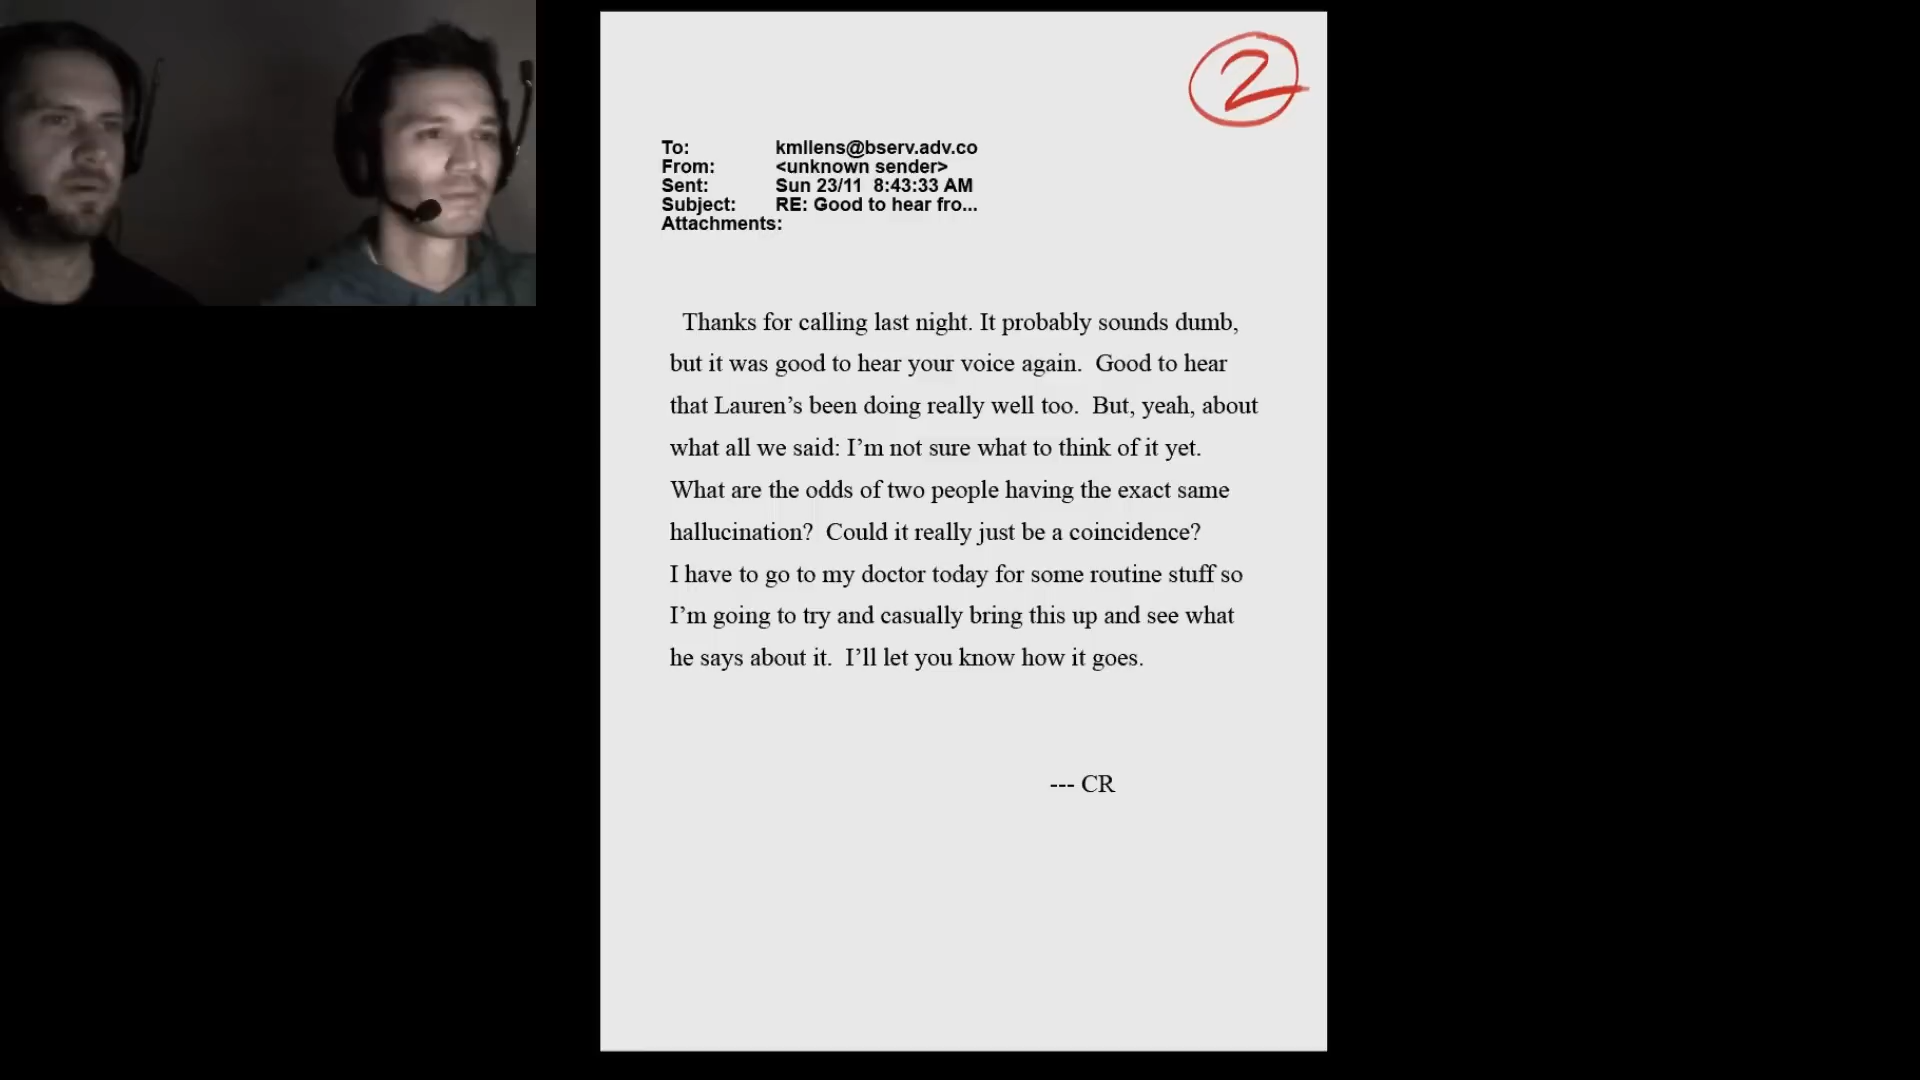 2
To: kmllens@bserv.adv.co
From: <unknown sender>
Sent: Sun 23/11 8:43:33 AM
Subject: RE: Good to hear fro...
Attachments:
Thanks for calling last night. It probably sounds dumb,
but it was good to hear your voice again. Good to hear
that Lauren’s been doing really well too. But, yeah, about
what all we said: I’m not sure what to think of it yet.
What are the odds of two people having the exact same
hallucination? Could it really just be a coincidence?
I have to go to my doctor today for some routine stuff so
I’m going to try and casually bring this up and see what
he says about it. I’ll let you know how it goes.
--- CR